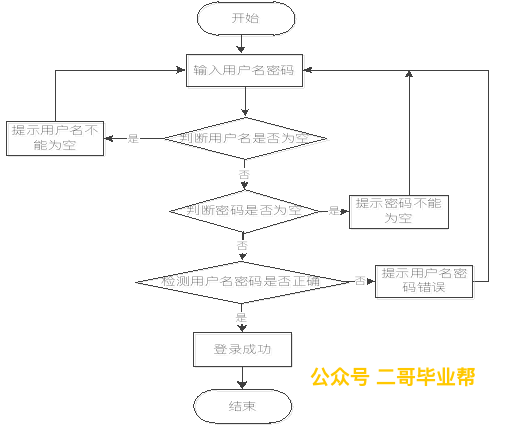 开始
输入用户名密码
提示用户名不
能为空
是
判断用户名是否为空
否
判断密码是否为空
是
提示密码不能
为空
否
检测用户名密码是否正确
否
提示用户名密
码错误
是
登录成功
公众号 二哥毕业帮
结束